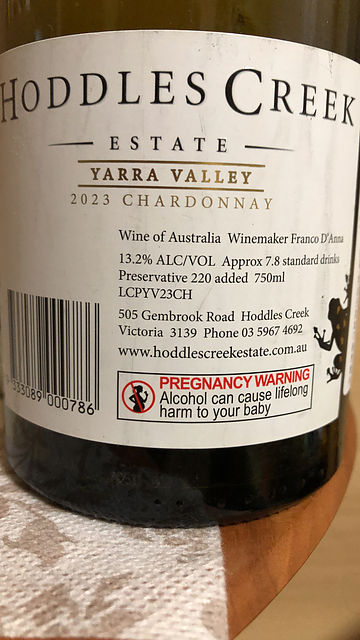 HODDLES CREEK
ESTATE
YARRA VALLEY
2023 CHARDONNAY
Wine of Australia Winemaker Franco D'Anna
13.2% ALC/VOL Approx 7.8 standard drinks
Preservative 220 added 750ml
LCPYV23CH
505 Gembrook Road Hoddles Creek
Victoria 3139 Phone 03 5967 4692
www.hoddlescreekestate.com.au
PREGNANCY WARNING
Alcohol can cause lifelong
harm to your baby
333089 000786